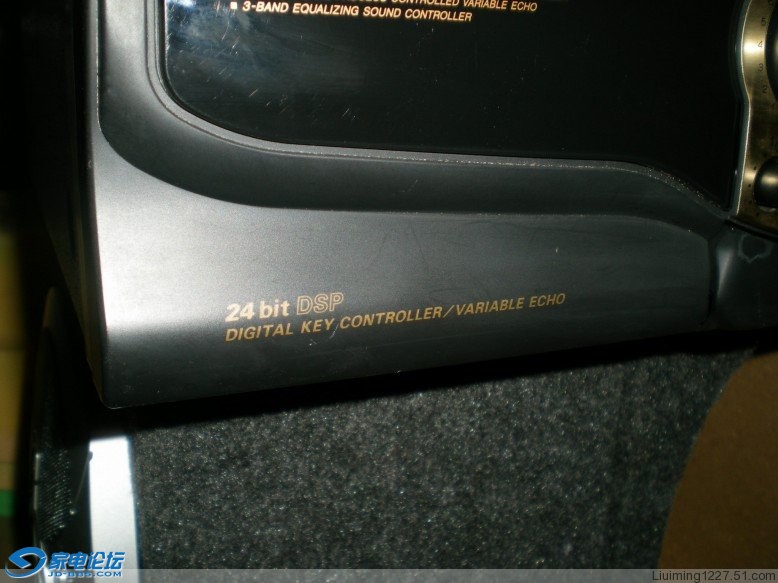 CONTROLLED VARIABLE ECHO
■ 3-BAND EQUALIZING SOUND CONTROLLER
24 bit DSP
DIGITAL KEY CONTROLLER/VARIABLE ECHO
家电论坛
JD-BBS.COM
Liuiming1227.51.com